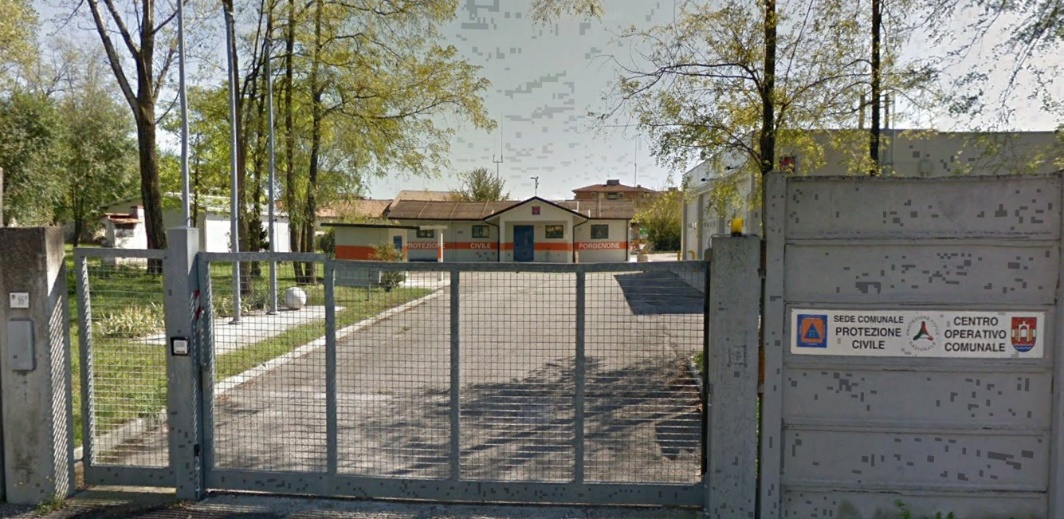 PROTEZIONE CIVILE PORDENONE
SEDE COMUNALE
PROTEZIONE
CIVILE
CENTRO
OPERATIVO
COMUNALE